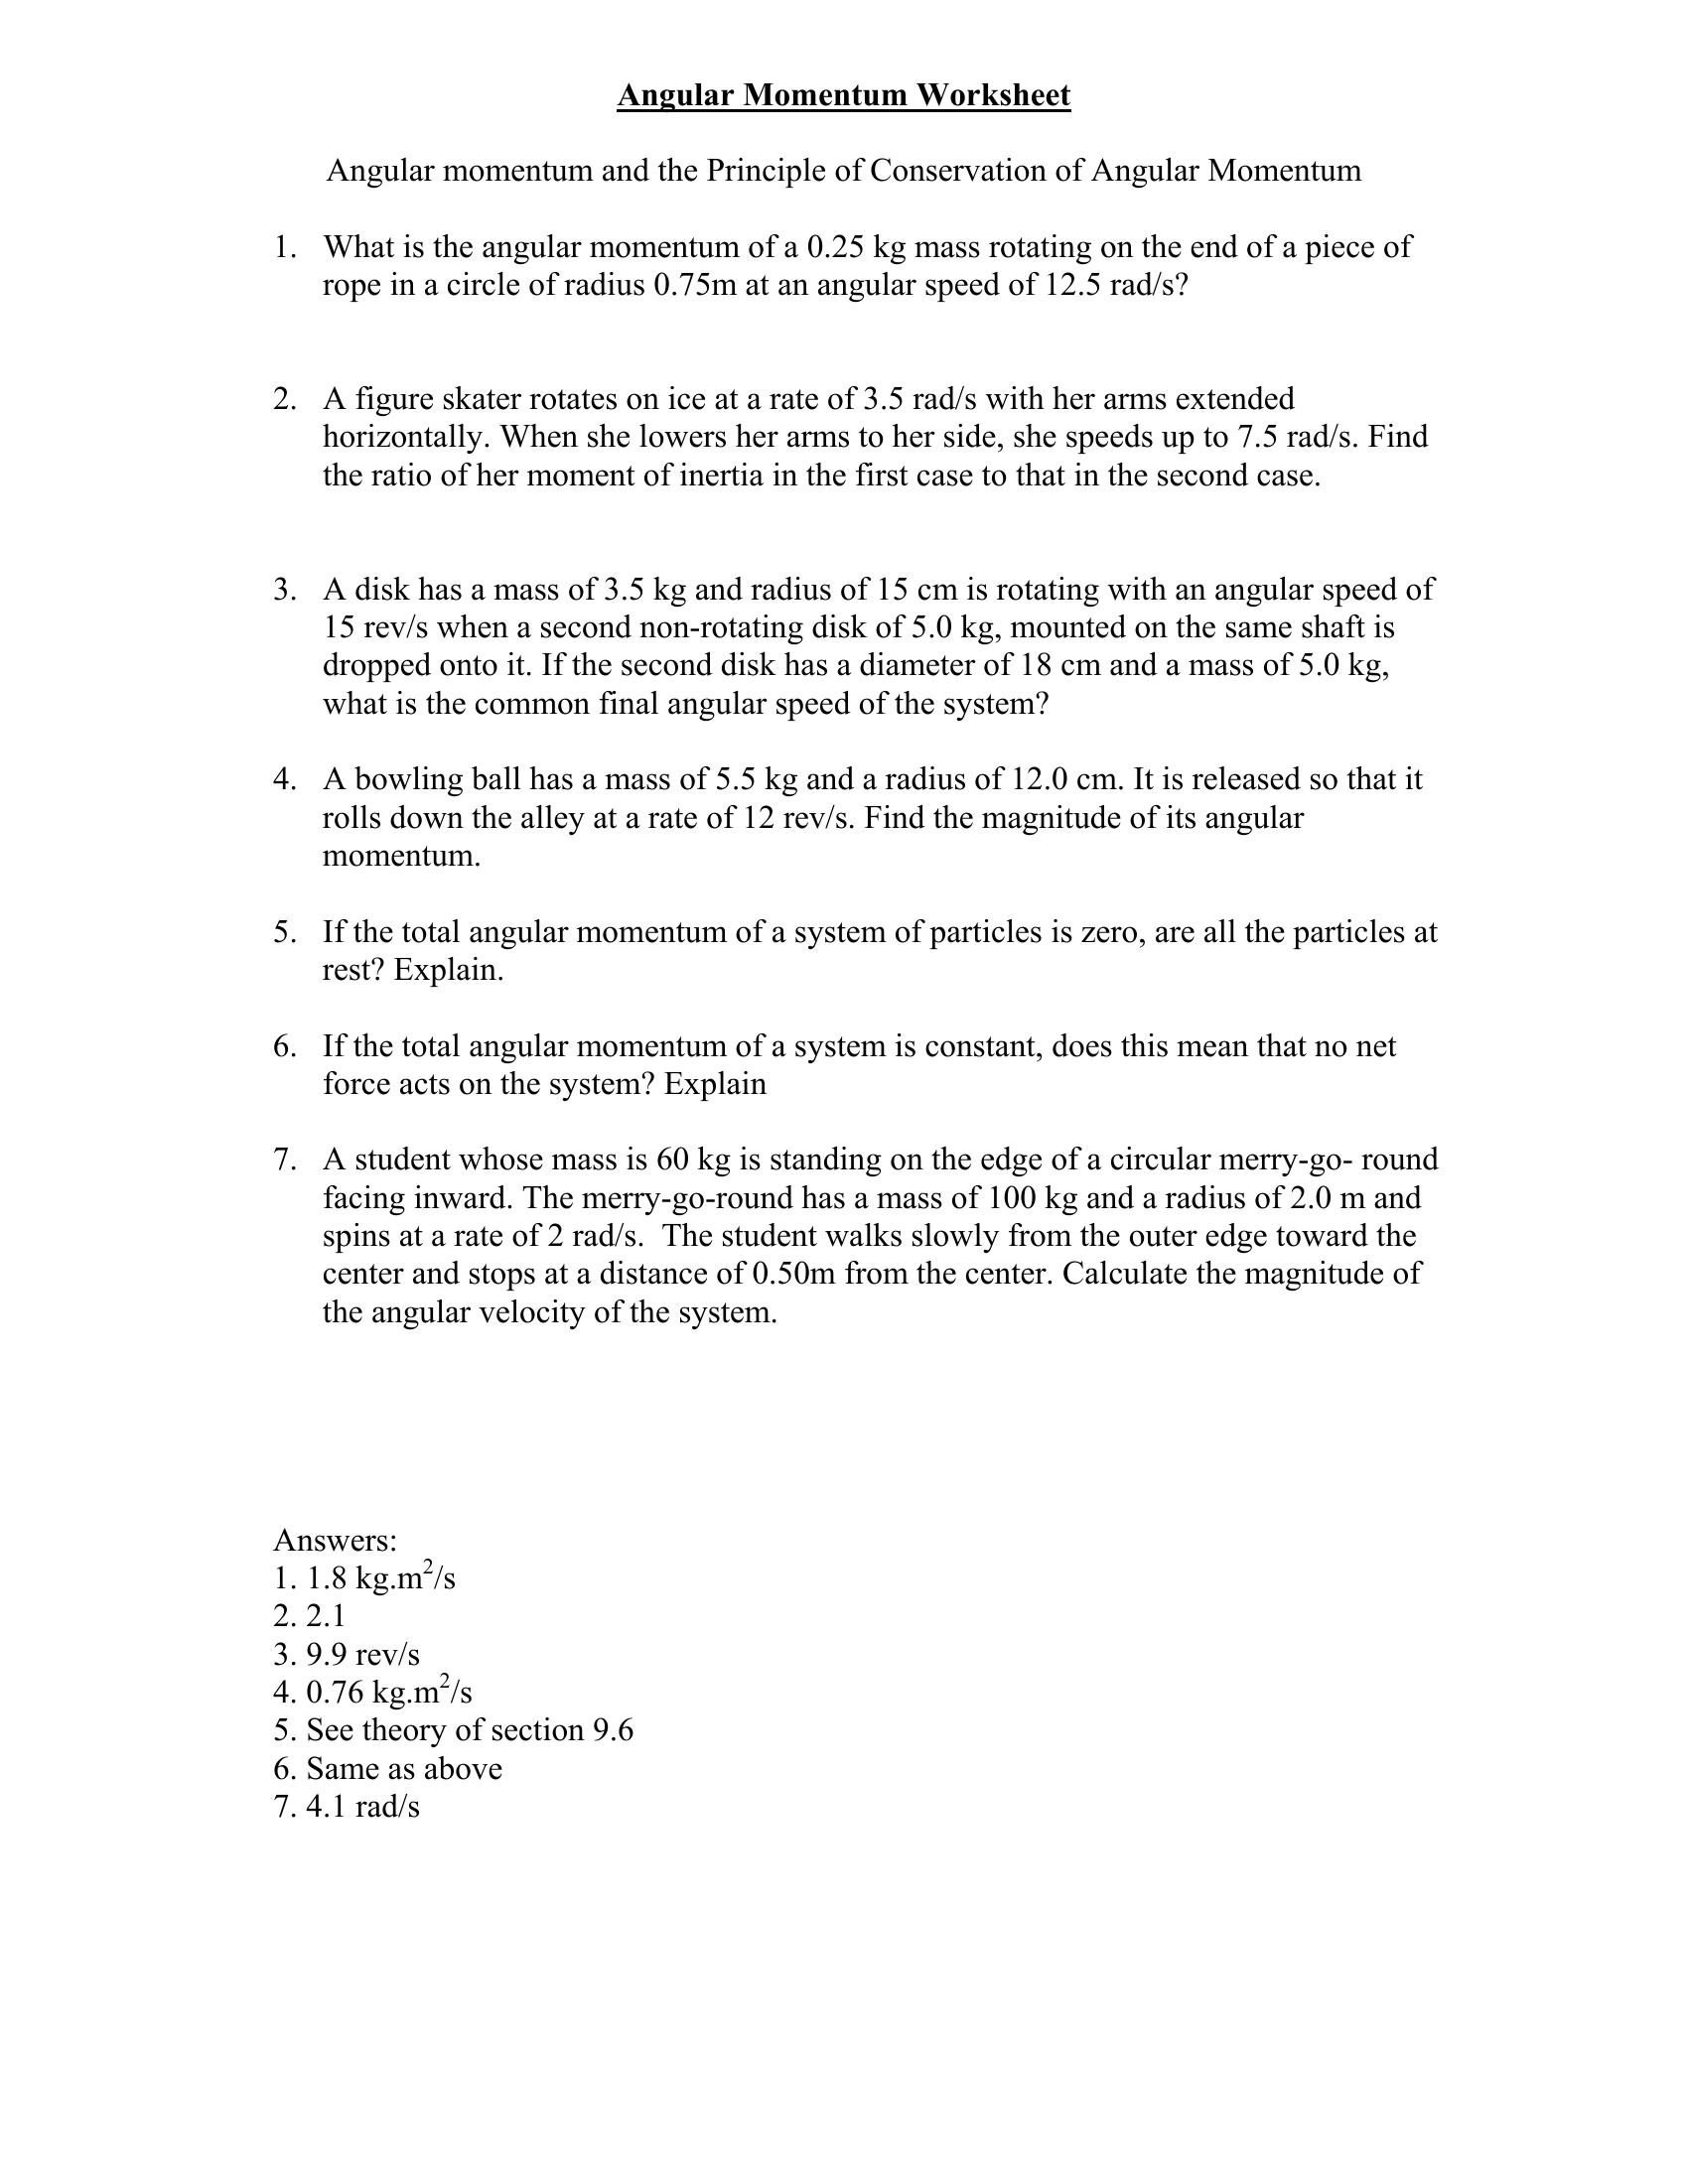 Angular Momentum Worksheet
Angular momentum and the Principle of Conservation of Angular Momentum
1. What is the angular momentum of a 0.25 kg mass rotating on the end of a piece of
rope in a circle of radius 0.75m at an angular speed of 12.5 rad/s?
2. A figure skater rotates on ice at a rate of 3.5 rad/s with her arms extended
horizontally. When she lowers her arms to her side, she speeds up to 7.5 rad/s. Find
the ratio of her moment of inertia in the first case to that in the second case.
3. A disk has a mass of 3.5 kg and radius of 15 cm is rotating with an angular speed of
15 rev/s when a second non-rotating disk of 5.0 kg, mounted on the same shaft is
dropped onto it. If the second disk has a diameter of 18 cm and a mass of 5.0 kg,
what is the common final angular speed of the system?
4. A bowling ball has a mass of 5.5 kg and a radius of 12.0 cm. It is released so that it
rolls down the alley at a rate of 12 rev/s. Find the magnitude of its angular
momentum.
5. If the total angular momentum of a system of particles is zero, are all the particles at
rest? Explain.
6. If the total angular momentum of a system is constant, does this mean that no net
force acts on the system? Explain
7. A student whose mass is 60 kg is standing on the edge of a circular merry-go- round
facing inward. The merry-go-round has a mass of 100 kg and a radius of 2.0 m and
spins at a rate of 2 rad/s.  The student walks slowly from the outer edge toward the
center and stops at a distance of 0.50m from the center. Calculate the magnitude of
the angular velocity of the system.
Answers:
1. 1.8 kg.m²/s
2. 2.1
3. 9.9 rev/s
4. 0.76 kg.m²/s
5. See theory of section 9.6
6. Same as above
7. 4.1 rad/s